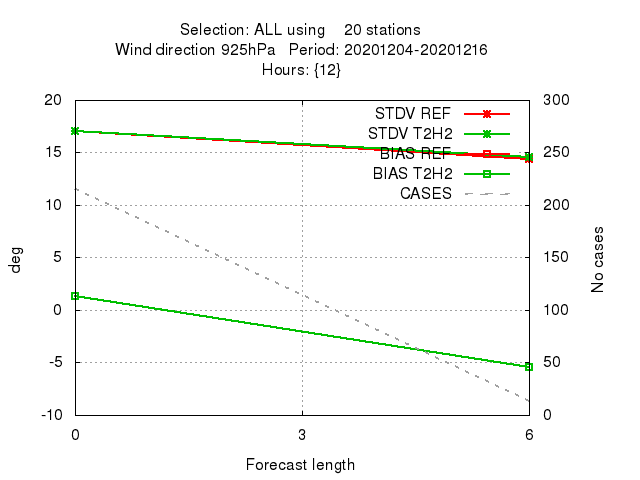 Selection: ALL using    20 stations
Wind direction 925hPa   Period: 20201204-20201216
Hours: {12}
20
15
10
5
0
-5
-10
deg
300
250
200
150
100
50
0
No cases
STDV REF
STDV T2H2
BIAS REF
BIAS T2H2
CASES
0 3 6
Forecast length